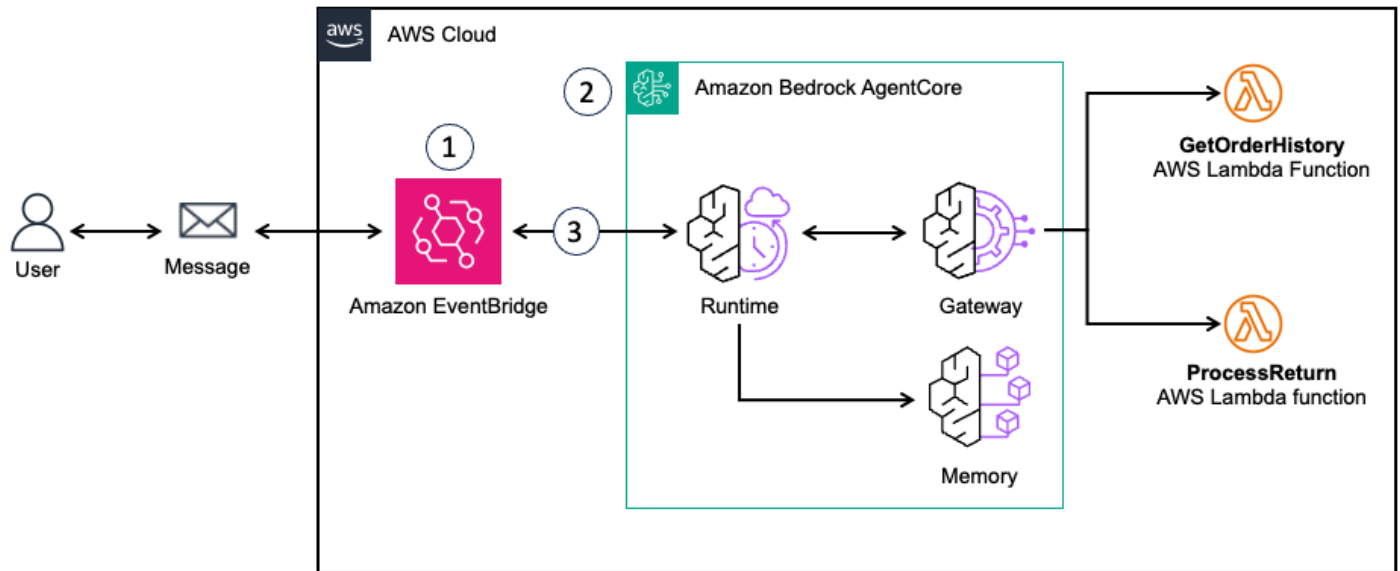 aws
AWS Cloud
2
Amazon Bedrock AgentCore
1
GetOrderHistory
AWS Lambda Function
3
User
Message
Amazon EventBridge
Runtime
Gateway
ProcessReturn
AWS Lambda function
Memory